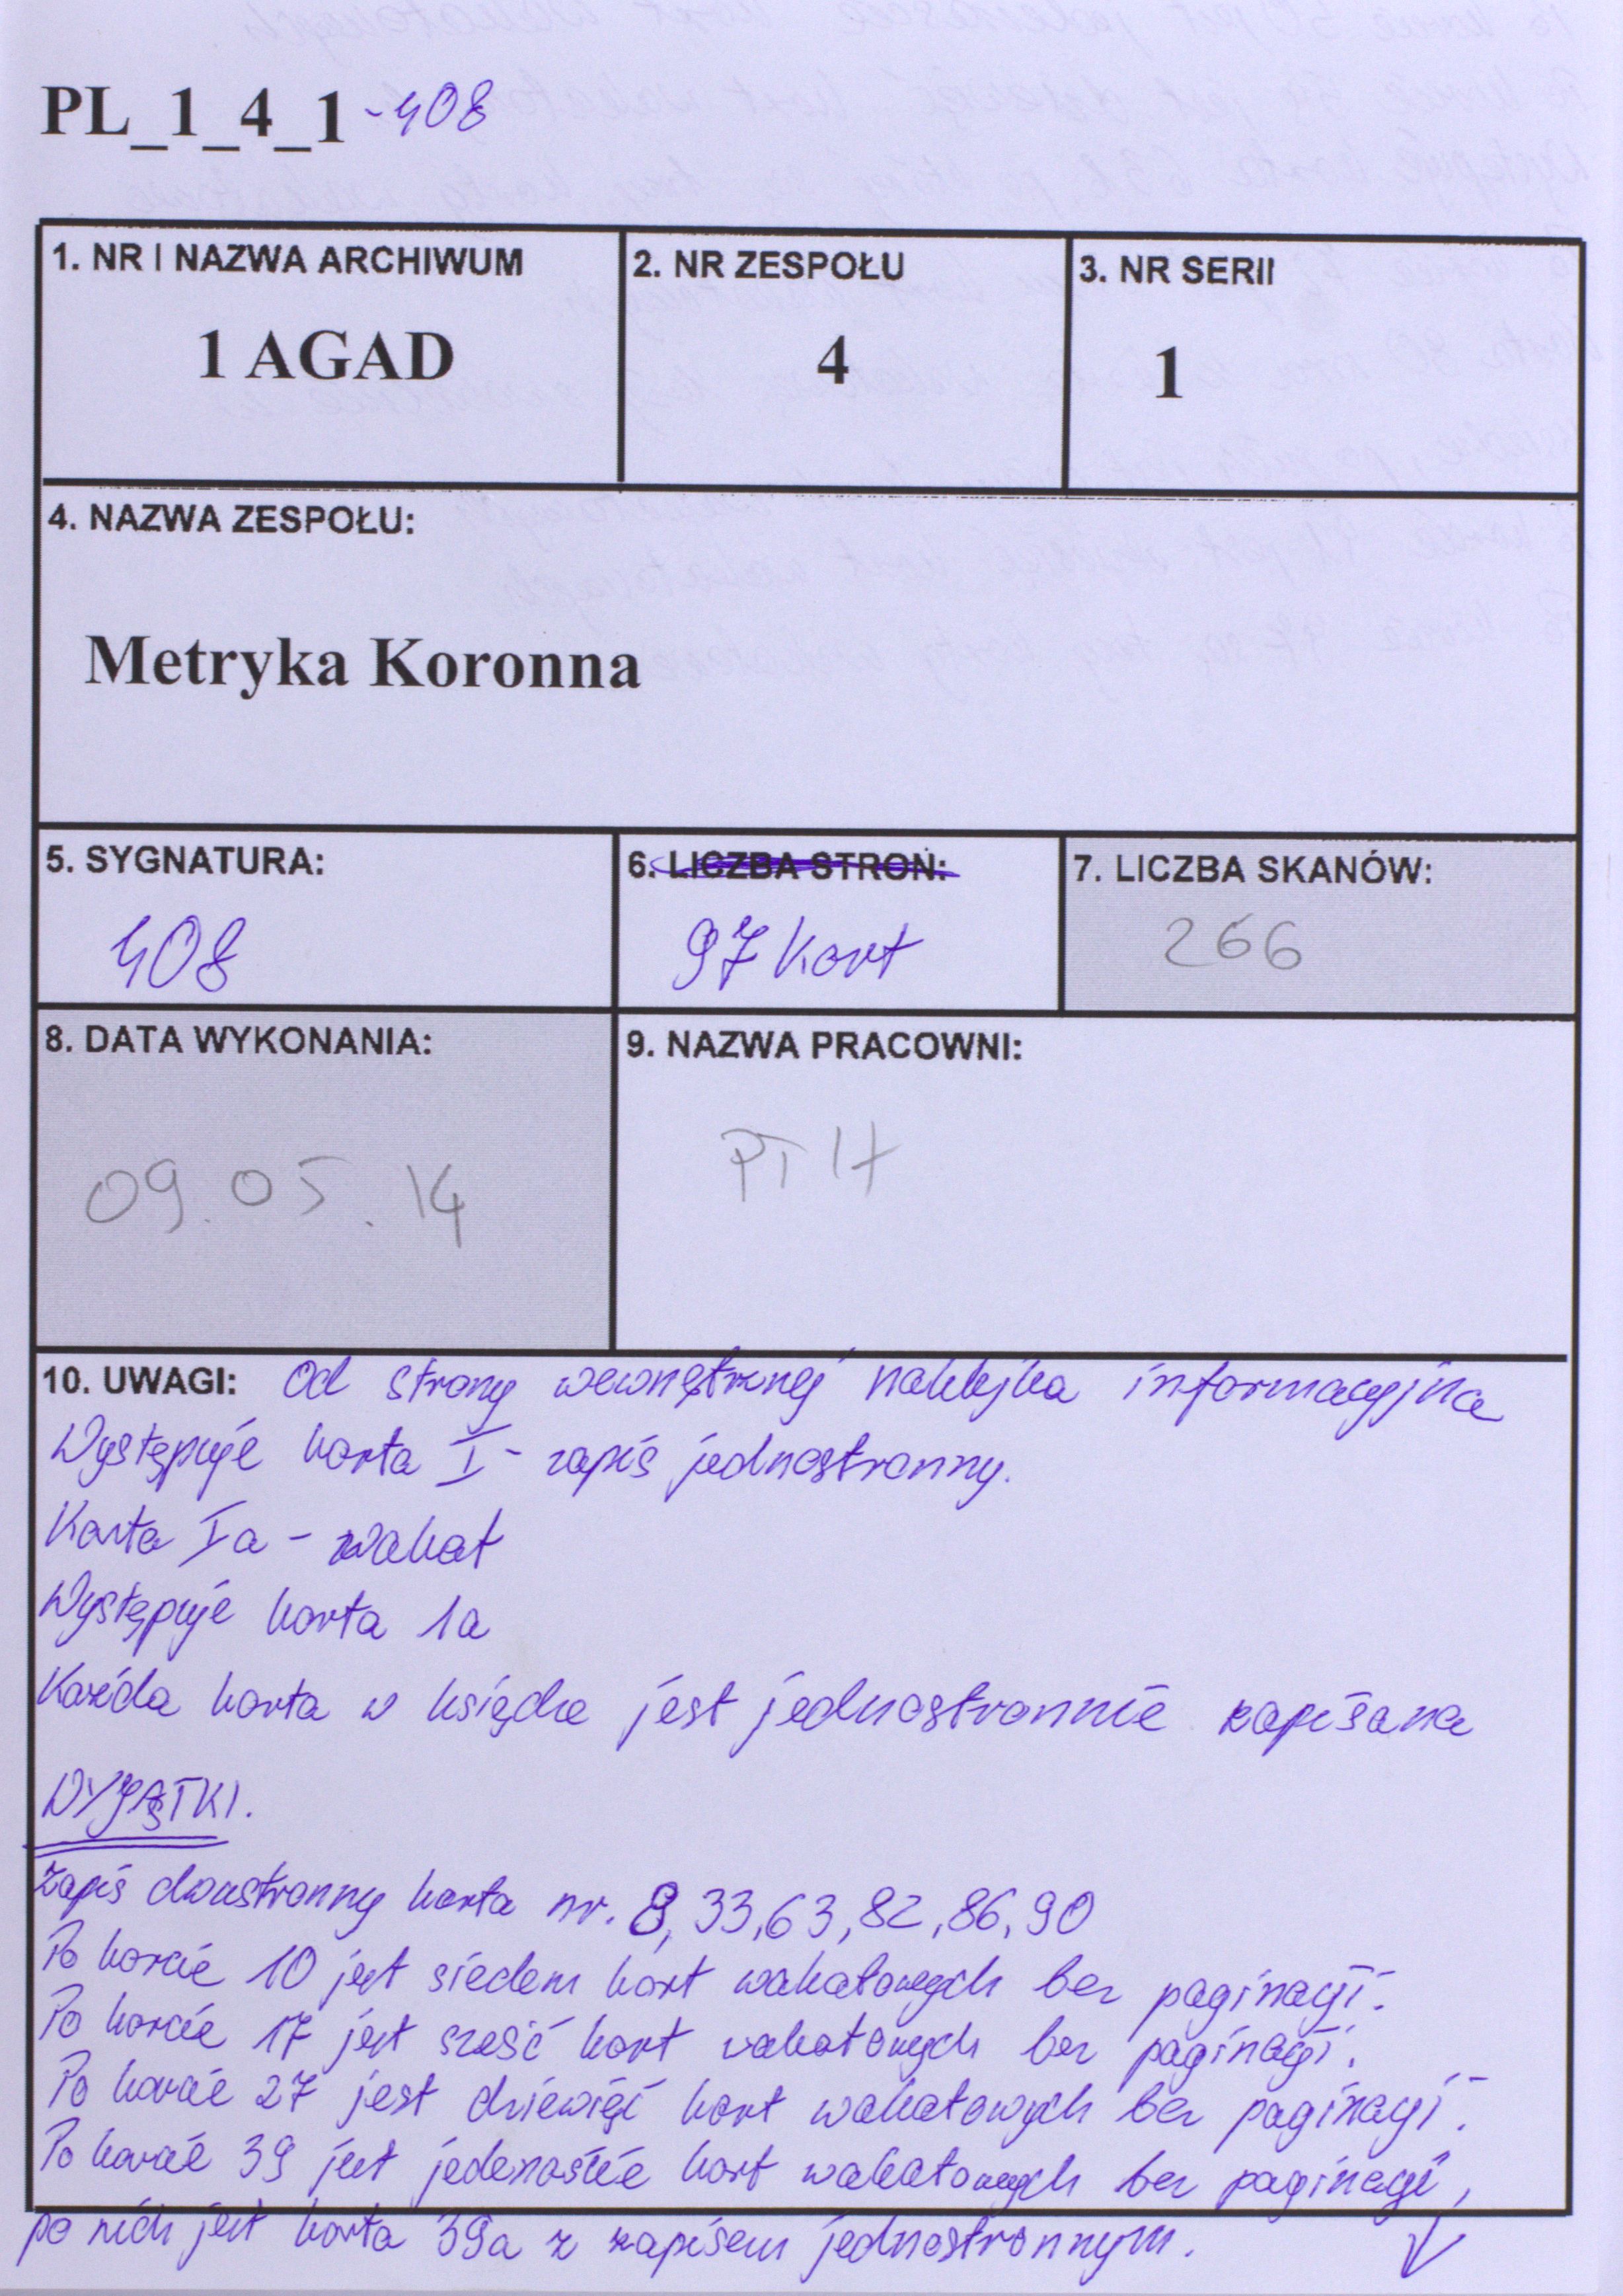 PL_1_4_1-408
1. NR I NAZWA ARCHIWUM
1 AGAD
2. NR ZESPOŁU
4
3. NR SERII
1
4. NAZWA ZESPOŁU:
Metryka Koronna
5. SYGNATURA:
408
6. LICZBA STRON:
97 kart
7. LICZBA SKANÓW:
266
8. DATA WYKONANIA:
09.05.14
9. NAZWA PRACOWNI:
10. UWAGI: Od strony wewnętrznej naklejka informacyjna
Występuje karta I - zapis jednostronny.
Karta Ia - wakat
Występuje karta 1a
Każda karta w księdze jest jednostronnie zapisana
WYJĄTKI.
Zapis dwustronny karta nr. 8, 33, 63, 82, 86, 90
Po karcie 10 jest siedem kart wakatowych bez paginacji.
Po karcie 17 jest sześć kart wakatowych bez paginacji.
Po karcie 27 jest dziewięć kart wakatowych bez paginacji.
Po karcie 39 jest jedenaście kart wakatowych bez paginacji,
po nich jest karta 39a z zapisem jednostronnym.